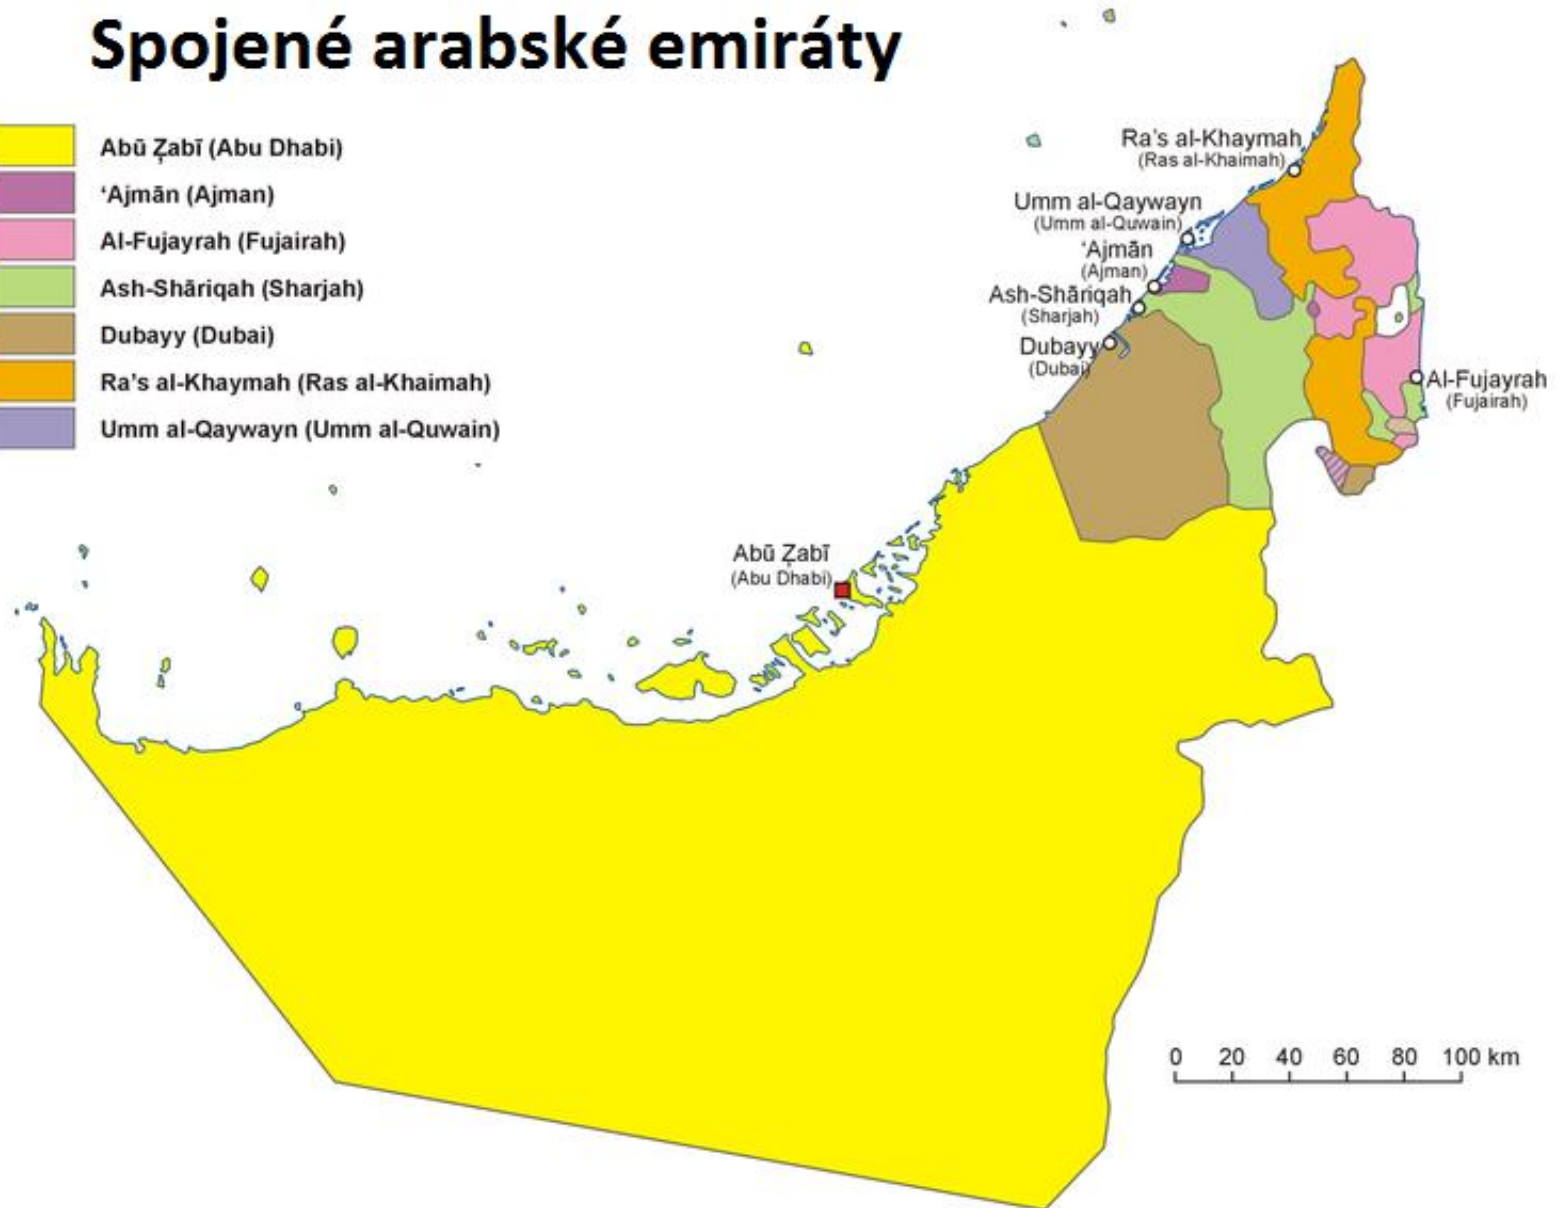 Spojené arabské emiráty
Abū Z̧abī (Abu Dhabi)
‘Ajmān (Ajman)
Al-Fujayrah (Fujairah)
Ash-Shāriqah (Sharjah)
Dubayy (Dubai)
Ra’s al-Khaymah (Ras al-Khaimah)
Umm al-Qaywayn (Umm al-Quwain)
Ra’s al-Khaymah
(Ras al-Khaimah)
Umm al-Qaywayn
(Umm al-Quwain)
‘Ajmān
(Ajman)
Ash-Shāriqah
(Sharjah)
Dubayy
(Dubai)
Al-Fujayrah
(Fujairah)
Abū Z̧abī
(Abu Dhabi)
0 20 40 60 80 100 km